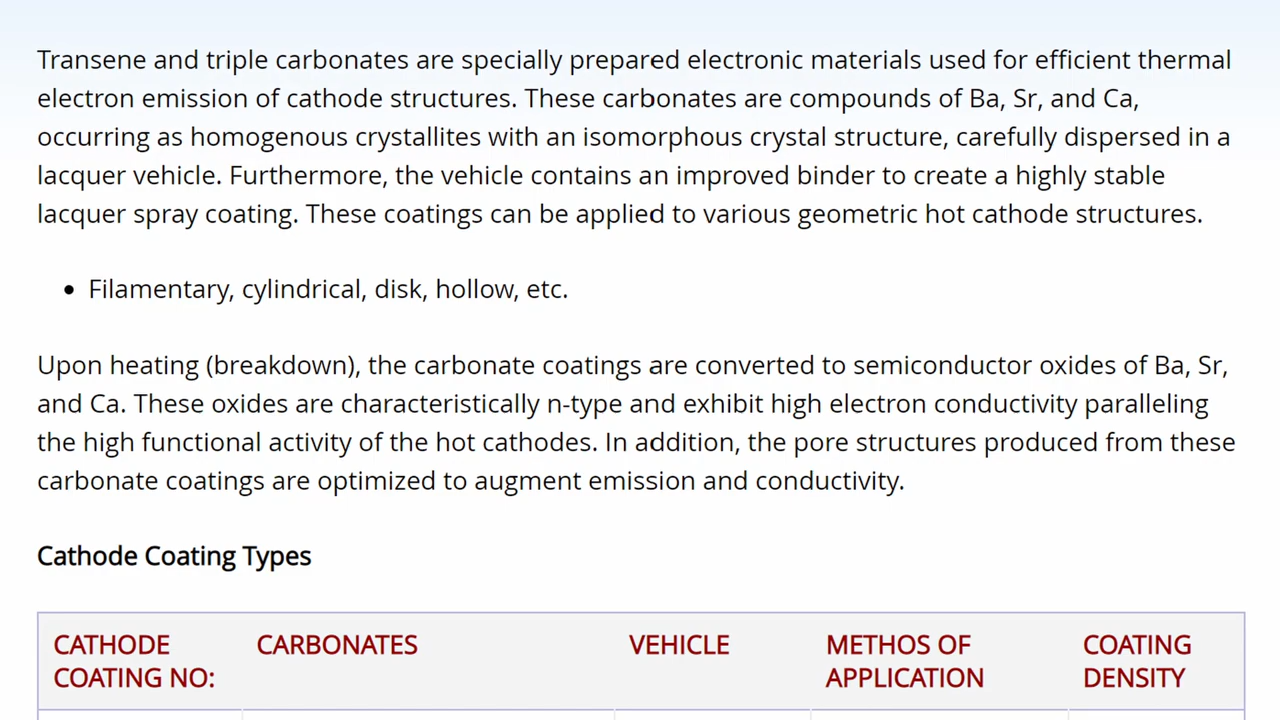 Transene and triple carbonates are specially prepared electronic materials used for efficient thermal
electron emission of cathode structures. These carbonates are compounds of Ba, Sr, and Ca,
occurring as homogenous crystallites with an isomorphous crystal structure, carefully dispersed in a
lacquer vehicle. Furthermore, the vehicle contains an improved binder to create a highly stable
lacquer spray coating. These coatings can be applied to various geometric hot cathode structures.
• Filamentary, cylindrical, disk, hollow, etc.
Upon heating (breakdown), the carbonate coatings are converted to semiconductor oxides of Ba, Sr,
and Ca. These oxides are characteristically n-type and exhibit high electron conductivity paralleling
the high functional activity of the hot cathodes. In addition, the pore structures produced from these
carbonate coatings are optimized to augment emission and conductivity.
Cathode Coating Types
CATHODE COATING NO:
CARBONATES
VEHICLE
METHOS OF APPLICATION
COATING DENSITY